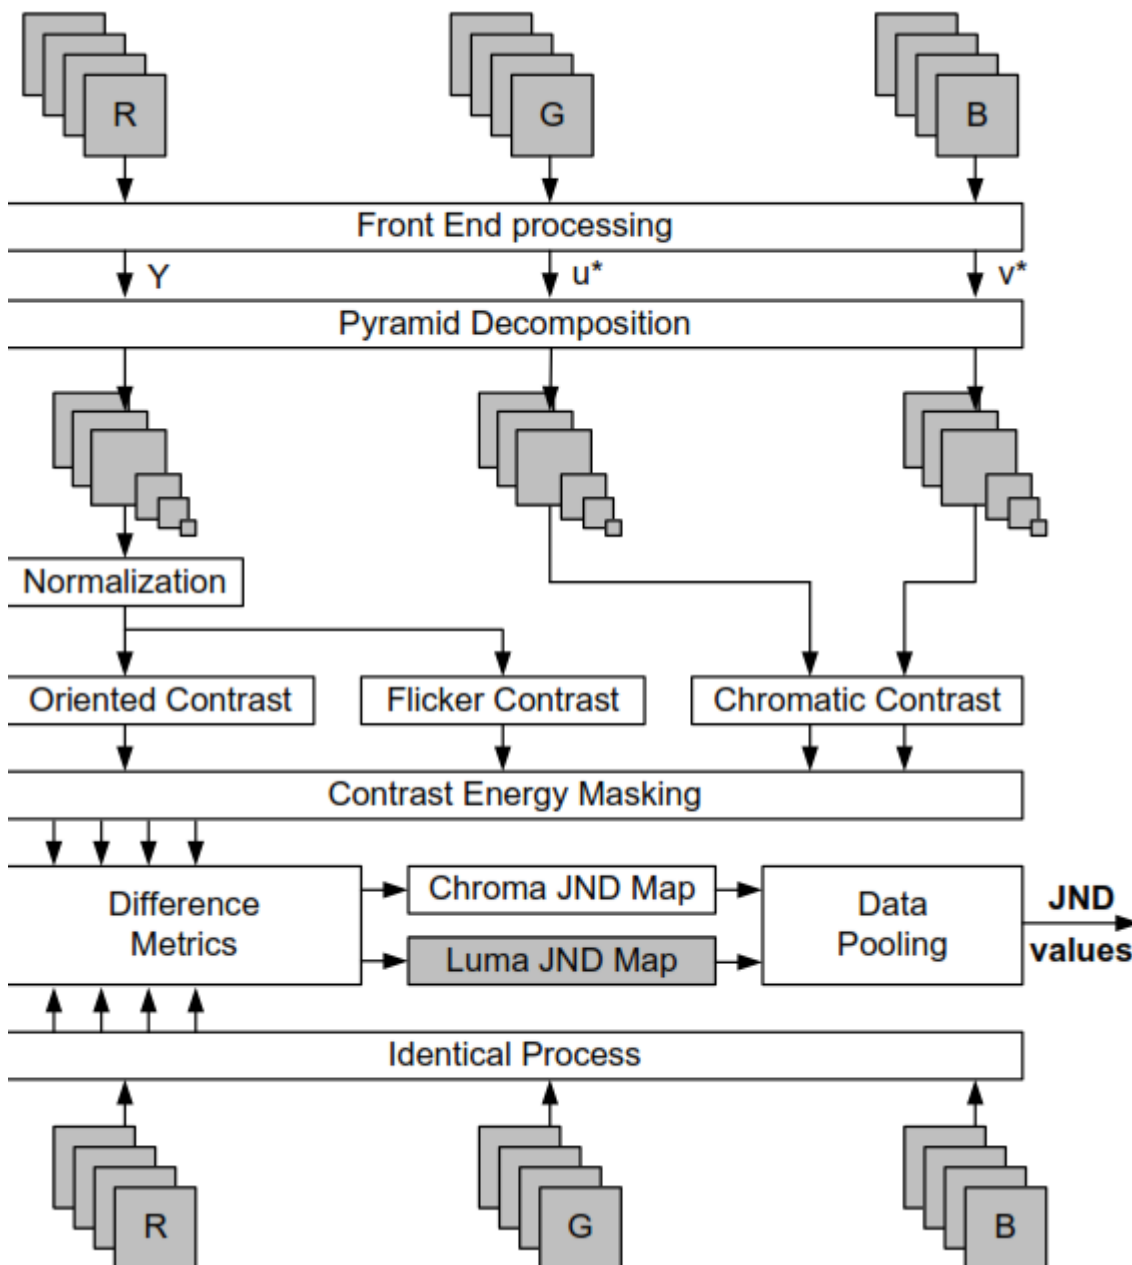 R
G
B
Front End processing
Y
u*
v*
Pyramid Decomposition
Normalization
Oriented Contrast
Flicker Contrast
Chromatic Contrast
Contrast Energy Masking
Difference
Metrics
Chroma JND Map
Luma JND Map
Data
Pooling
JND
values
Identical Process
R
G
B